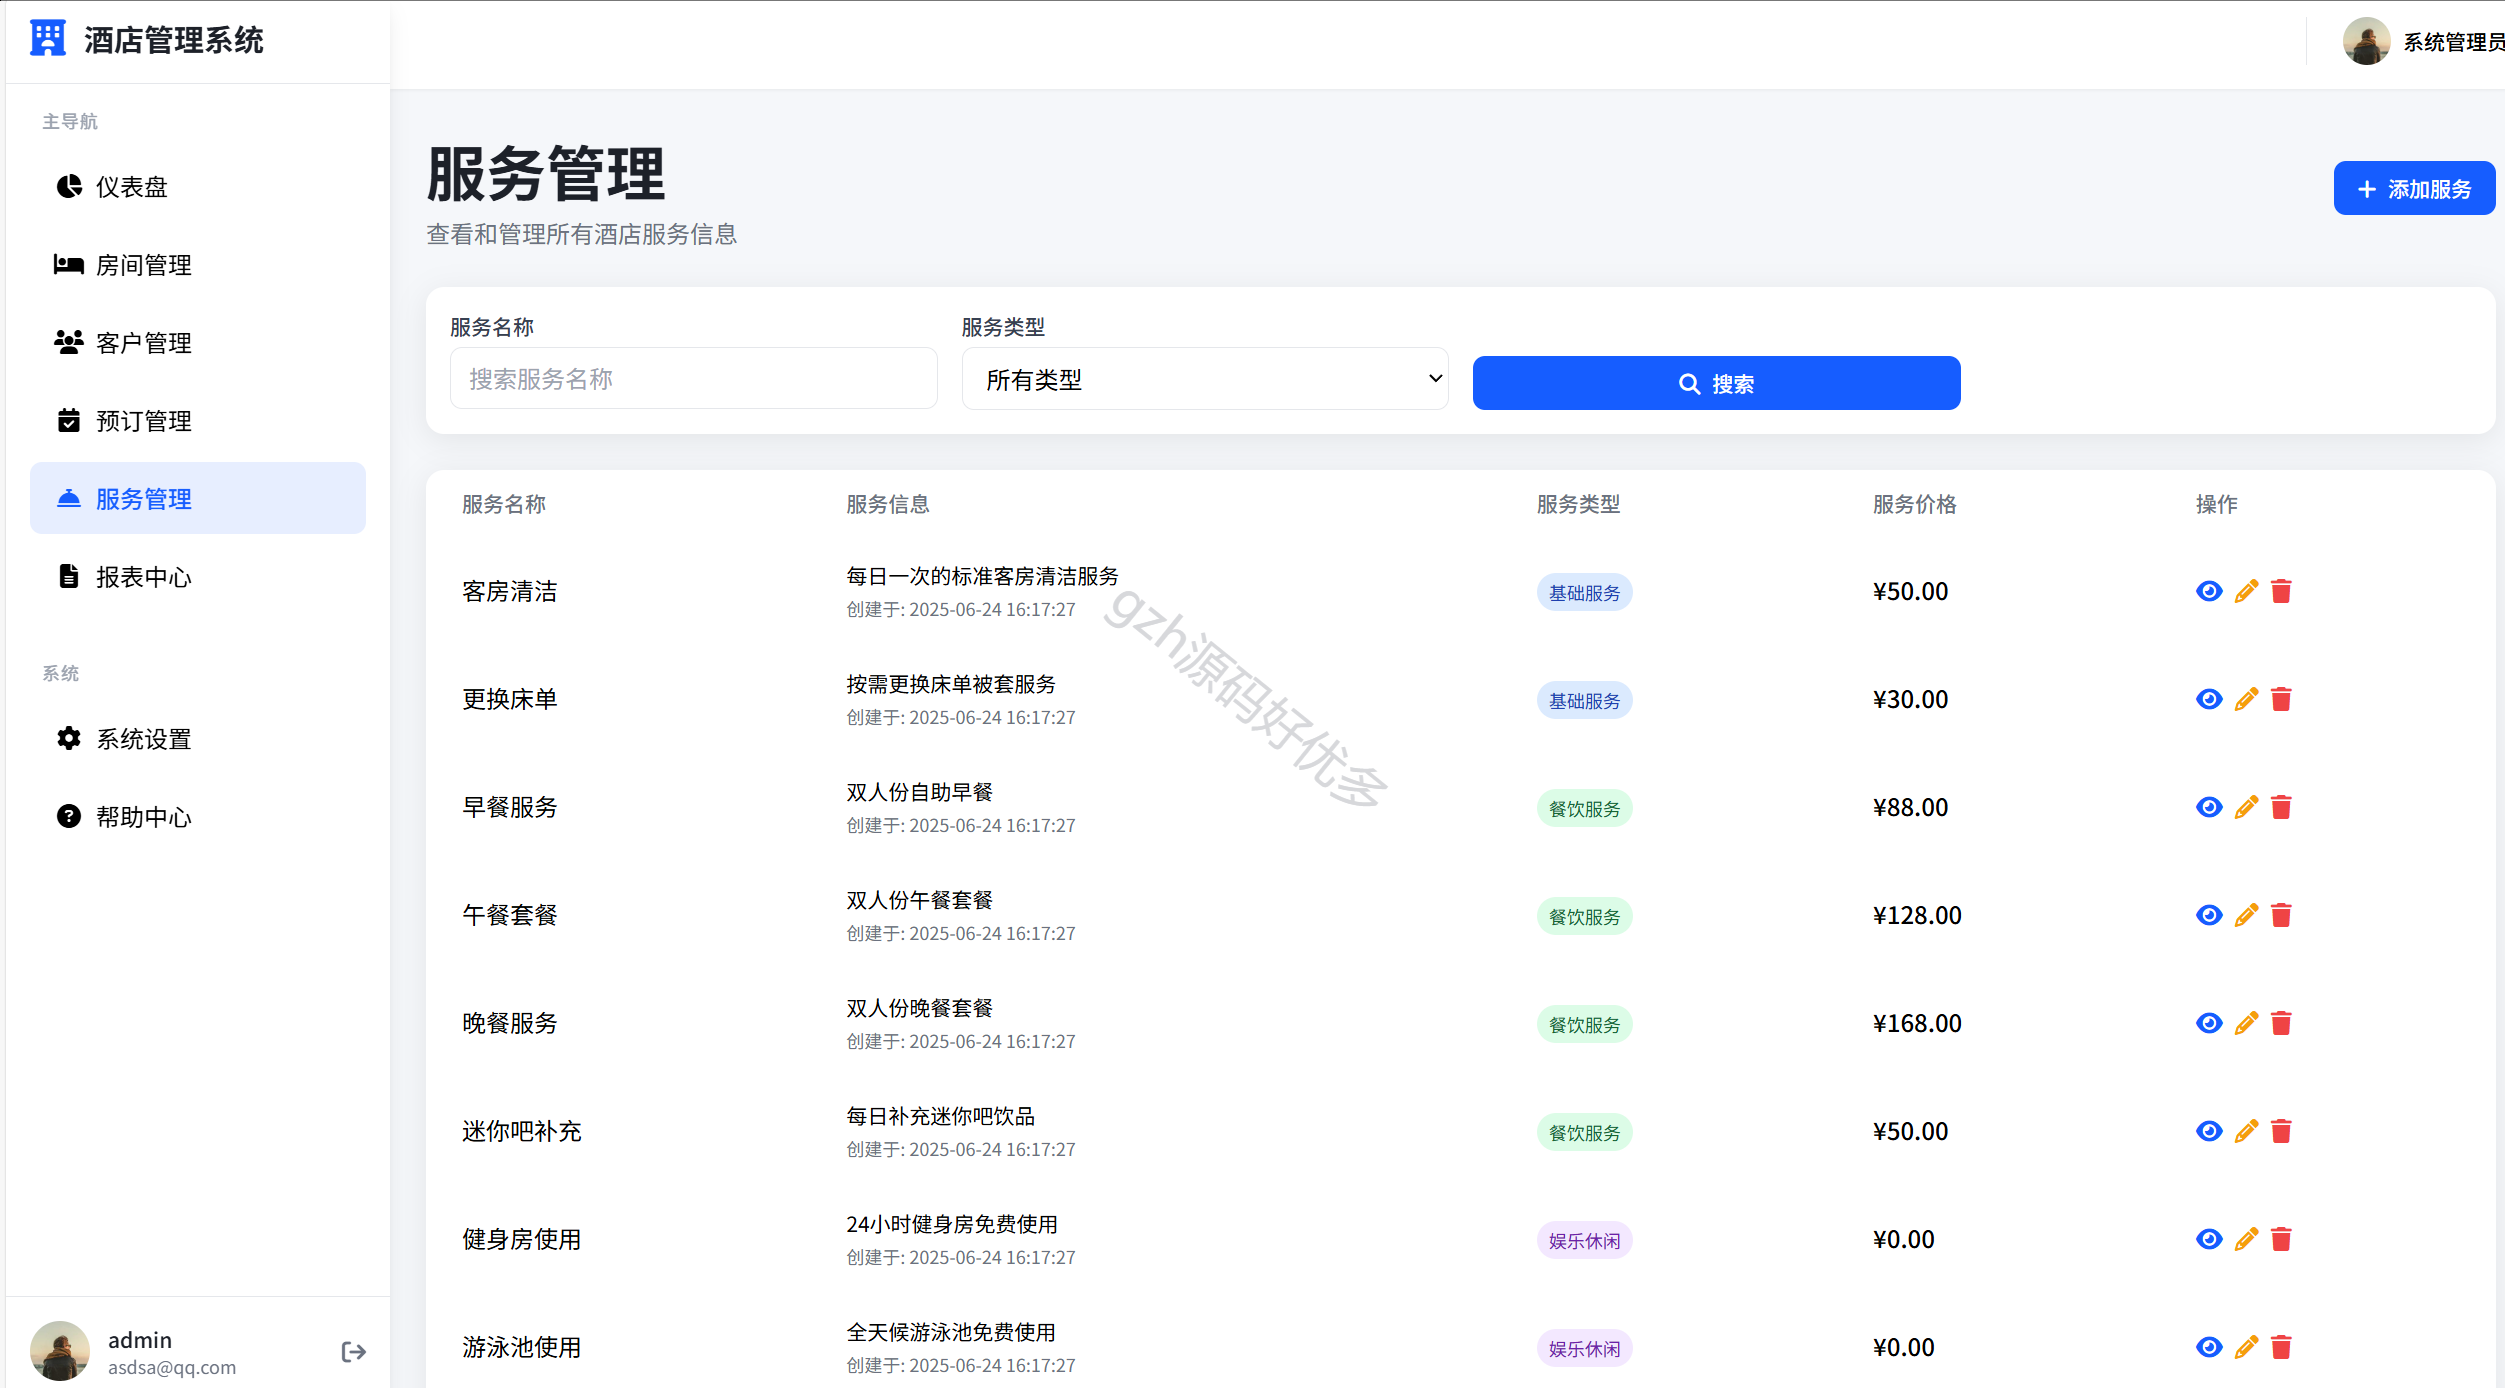 酒店管理系统
系统管理员
主导航
仪表盘
房间管理
客户管理
预订管理
服务管理
报表中心
系统
系统设置
帮助中心
admin
asdsa@qq.com
服务管理
查看和管理所有酒店服务信息
添加服务
服务名称 服务类型
搜索服务名称 所有类型 搜索
服务名称 服务信息 服务类型 服务价格 操作
客房清洁 每日一次的标准客房清洁服务 基础服务 ¥50.00
创建于: 2025-06-24 16:17:27
更换床单 按需更换床单被套服务 基础服务 ¥30.00
创建于: 2025-06-24 16:17:27
早餐服务 双人份自助早餐 餐饮服务 ¥88.00
创建于: 2025-06-24 16:17:27
午餐套餐 双人份午餐套餐 餐饮服务 ¥128.00
创建于: 2025-06-24 16:17:27
晚餐服务 双人份晚餐套餐 餐饮服务 ¥168.00
创建于: 2025-06-24 16:17:27
迷你吧补充 每日补充迷你吧饮品 餐饮服务 ¥50.00
创建于: 2025-06-24 16:17:27
健身房使用 24小时健身房免费使用 娱乐休闲 ¥0.00
创建于: 2025-06-24 16:17:27
游泳池使用 全天候游泳池免费使用 娱乐休闲 ¥0.00
创建于: 2025-06-24 16:17:27
gzh源码好优多